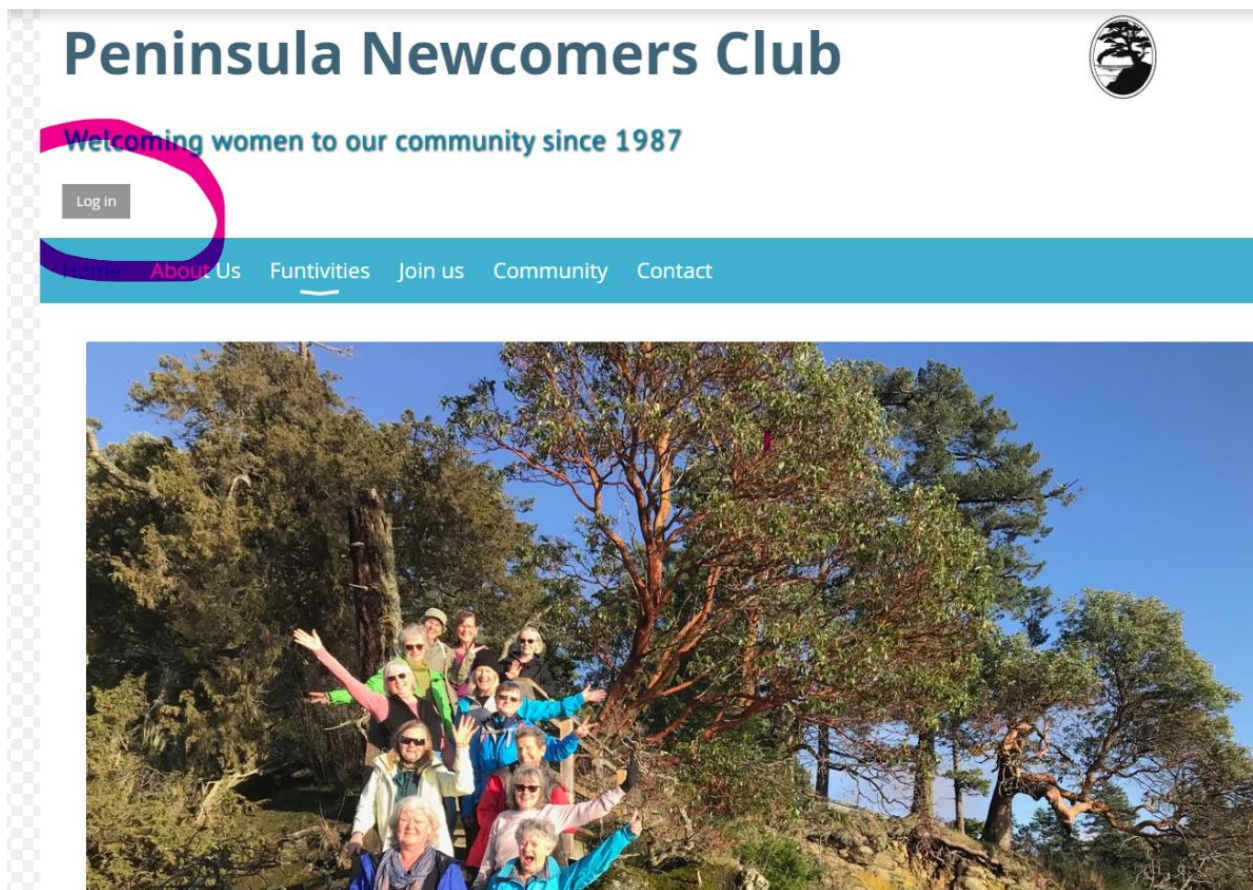 Peninsula Newcomers Club
Welcoming women to our community since 1987
Log in
Home About Us Funtivities Join us Community Contact